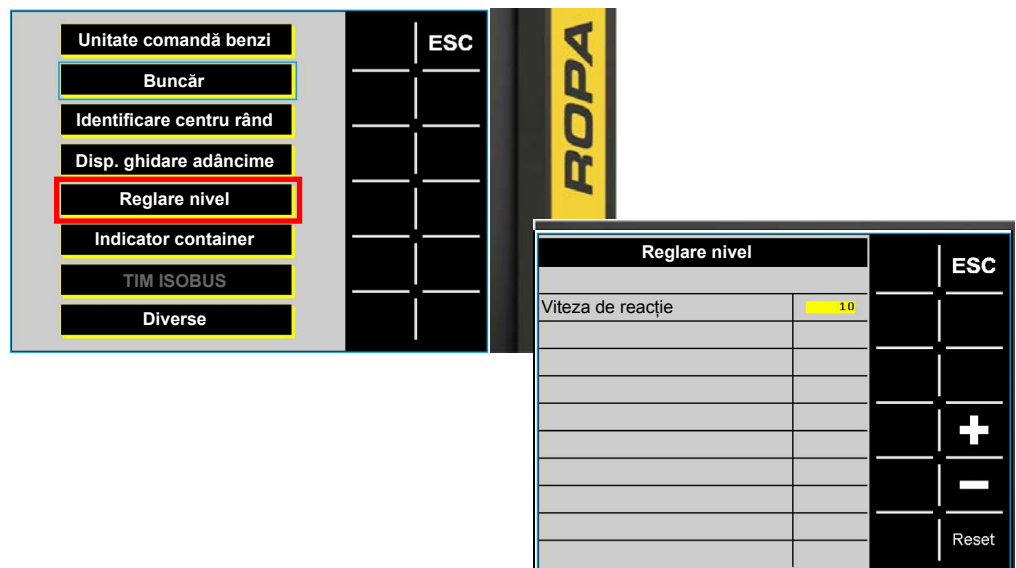 Unitate comandă benzi
ESC
Buncăr
Identificare centru rând
Disp. ghidare adâncime
Reglare nivel
Indicator container
TIM ISOBUS
Diverse
ROPA
Reglare nivel
ESC
Viteza de reacție 10
Reset